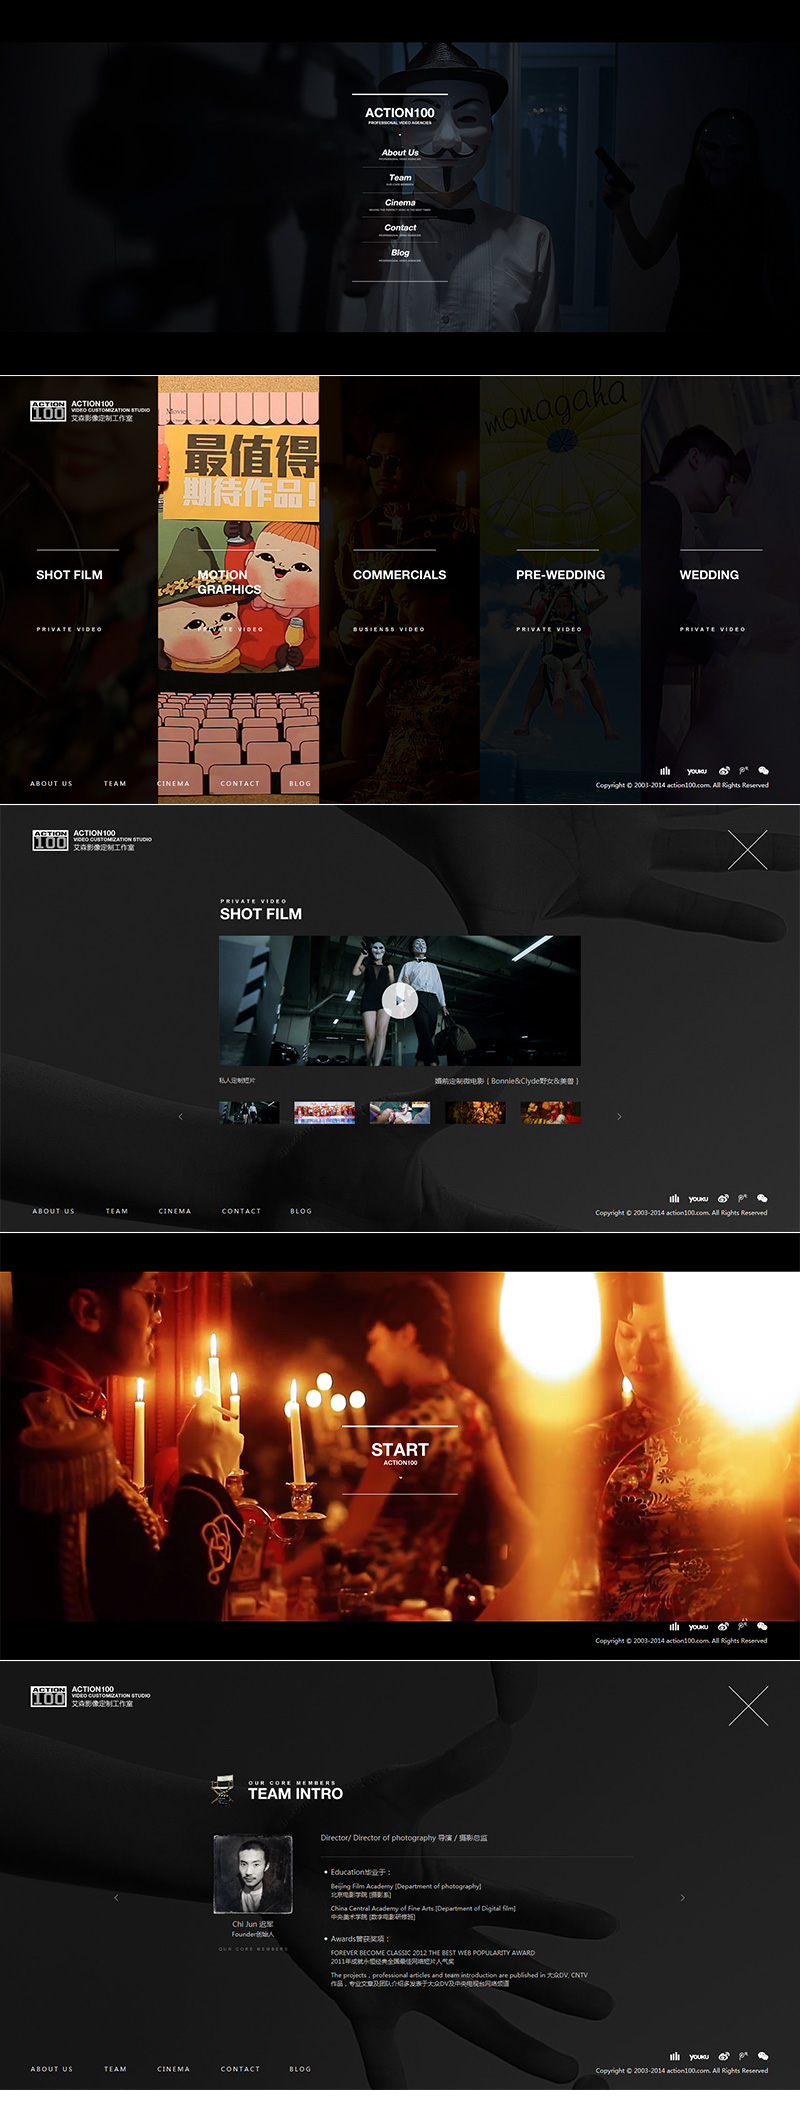 ACTION100
PROFESSIONAL VIDEO AGENCIES
About Us
PROFESSIONAL VIDEO AGENCIES
Team
OUR CORE MEMBERS
Cinema
Contact
PROFESSIONAL VIDEO AGENCIES
Blog
PROFESSIONAL VIDEO AGENCIES
ACTION
100
ACTION100
VIDEO CUSTOMIZATION STUDIO
艾森影像定制工作室
Movie
最值得
期待作品!
managaha
SHOT FILM
MOTION
GRAPHICS
COMMERCIALS
PRE-WEDDING
WEDDING
PRIVATE VIDEO
PRIVATE VIDEO
BUSIENSS VIDEO
PRIVATE VIDEO
PRIVATE VIDEO
YOUKU
ABOUT US TEAM CINEMA CONTACT BLOG
Copyright © 2003-2014 action100.com. All Rights Reserved
ACTION
100
ACTION100
VIDEO CUSTOMIZATION STUDIO
艾森影像定制工作室
PRIVATE VIDEO
SHOT FILM
私人定制短片
婚前定制微电影 { Bonnie&Clyde野女&美兽 }
YOUKU
ABOUT US TEAM CINEMA CONTACT BLOG
Copyright © 2003-2014 action100.com. All Rights Reserved
START
ACTION100
YOUKU
Copyright © 2003-2014 action100.com. All Rights Reserved
ACTION
100
ACTION100
VIDEO CUSTOMIZATION STUDIO
艾森影像定制工作室
OUR CORE MEMBERS
TEAM INTRO
Director/ Director of photography 导演 / 摄影总监
Education毕业于：
Beijing Film Academy [Department of photography]
北京电影学院 [摄影系]
China Central Academy of Fine Arts [Department of Digital film]
中央美术学院 [数字电影研修班]
Chi Jun 迟军
Founder创始人
OUR CORE MEMBERS
Awards曾获奖项：
FOREVER BECOME CLASSIC 2012 THE BEST WEB POPULARITY AWARD
2011年成就永恒经典全国最佳网络短片人气奖
The projects , professional articles and team introduction are published in 大众DV, CNTV
作品，专业文章及团队介绍多发表于大众DV及中央电视台网络频道
YOUKU
ABOUT US TEAM CINEMA CONTACT BLOG
Copyright © 2003-2014 action100.com. All Rights Reserved